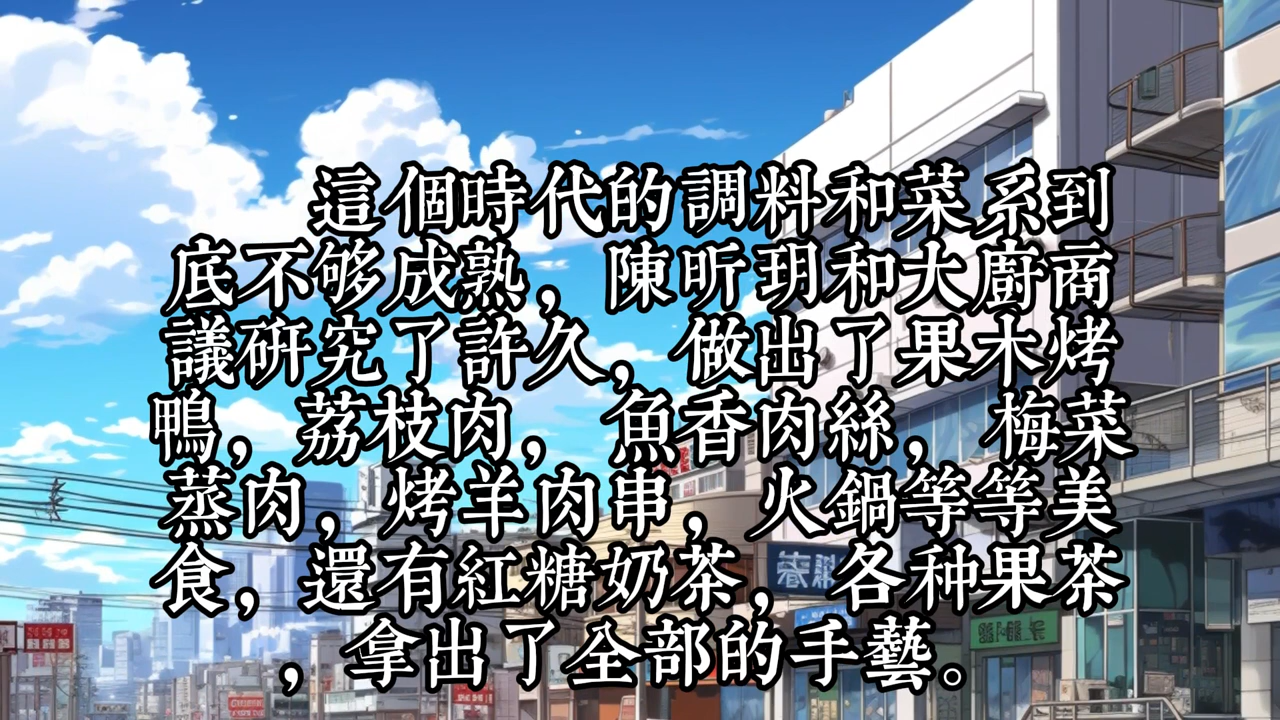 這個時代的調料和菜系到
底不够成熟，陳昕玥和大廚商
議研究了許久，做出了果木烤
鴨，荔枝肉，魚香肉絲，梅菜
蒸肉，烤羊肉串，火鍋等等美
食，還有紅糖奶茶，各种果茶
，拿出了全部的手藝。